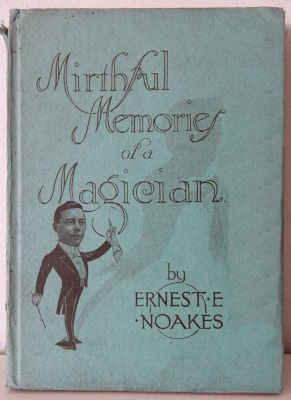 Mirthful
Memories
of a
Magician
by
ERNEST·E
·NOAKES